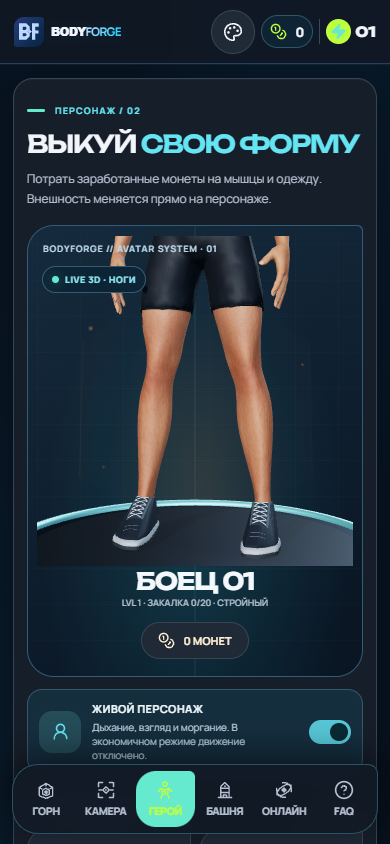 BF BODYFORGE 0 01
ПЕРСОНАЖ / 02
ВЫКУЙ СВОЮ ФОРМУ
Потрать заработанные монеты на мышцы и одежду.
Внешность меняется прямо на персонаже.
BODYFORGE // AVATAR SYSTEM · 01
LIVE 3D · НОГИ
БОЕЦ 01
LVL 1 · ЗАКАЛКА 0/20 · СТРОЙНЫЙ
0 МОНЕТ
ЖИВОЙ ПЕРСОНАЖ
Дыхание, взгляд и моргание. В
экономичном режиме движение
отключено.
ГОРН КАМЕРА ГЕРОЙ БАШНЯ ОНЛАЙН FAQ